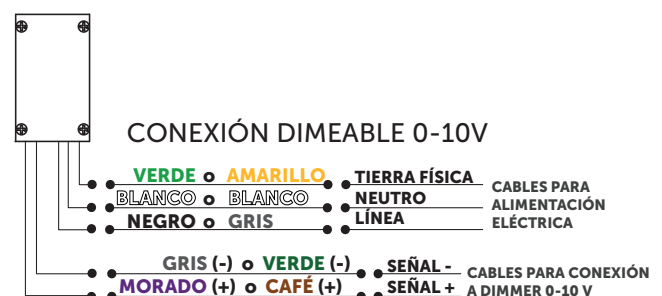 CONEXIÓN DIMEABLE 0-10V
VERDE o AMARILLO TIERRA FÍSICA
BLANCO o BLANCO NEUTRO
NEGRO o GRIS LÍNEA
CABLES PARA
ALIMENTACIÓN
ELÉCTRICA
GRIS (-) o VERDE (-) SEÑAL -
MORADO (+) o CAFÉ (+) SEÑAL +
CABLES PARA CONEXIÓN
A DIMMER 0-10 V